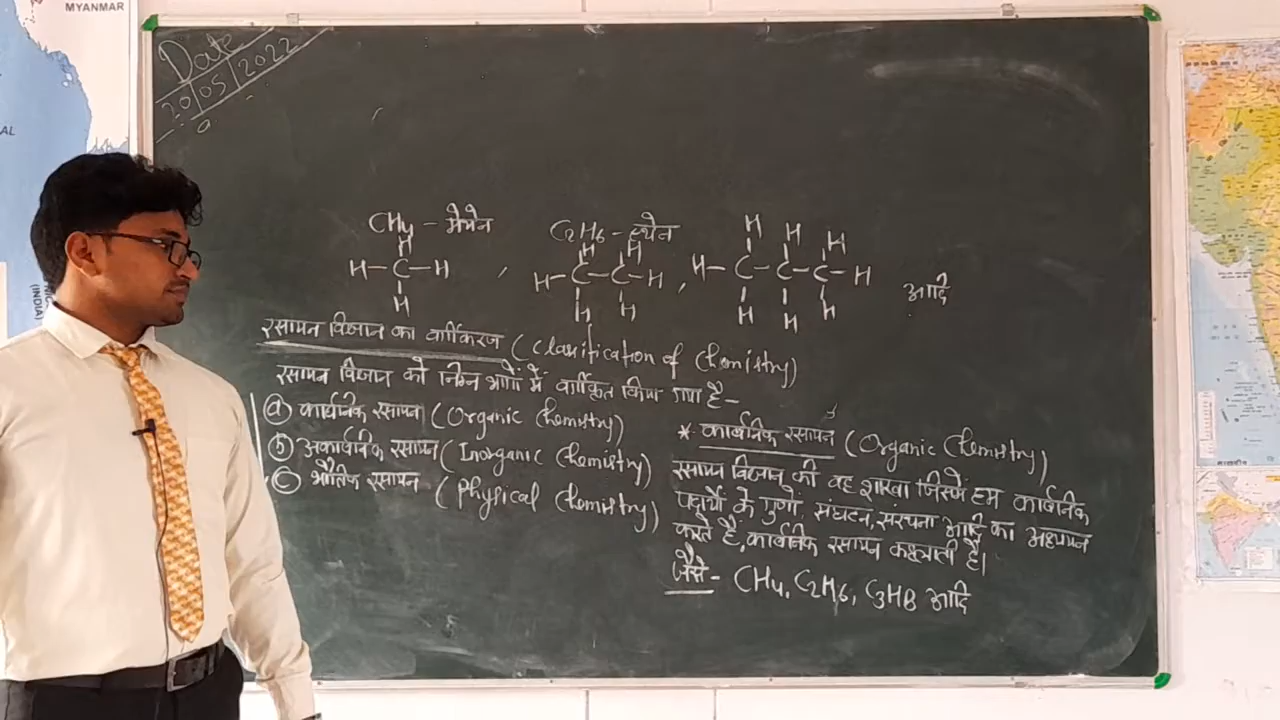 MYANMAR
Date
20/05/2022
CH4 - मेथेन
C2H6 - इथेन
H H H H H
H-C-H , H-C-C-H , H-C-C-C-H आदि
H H H H H H
रसायन विज्ञान का वर्गीकरण (Classification of Chemistry)
रसायन विज्ञान को निम्न भागों में वर्गीकृत किया गया है-
(a) कार्बनिक रसायन (Organic Chemistry)
(b) अकार्बनिक रसायन (Inorganic Chemistry)
(c) भौतिक रसायन (Physical Chemistry)
* कार्बनिक रसायन (Organic Chemistry)
रसायन विज्ञान की वह शाखा जिसमें हम कार्बनिक
पदार्थों के गुणों, संघटन, संरचना आदि का अध्ययन
करते हैं, कार्बनिक रसायन कहलाती है।
जैसे - CH4, C2H6, C3H8 आदि
(INDIA)